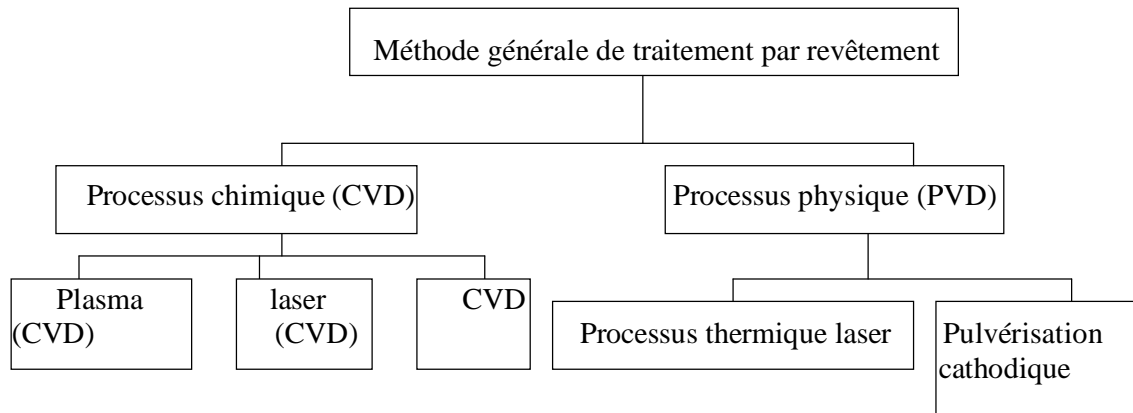 Méthode générale de traitement par revêtement
Processus chimique (CVD)
Processus physique (PVD)
Plasma
(CVD)
laser
(CVD)
CVD
Processus thermique laser
Pulvérisation
cathodique